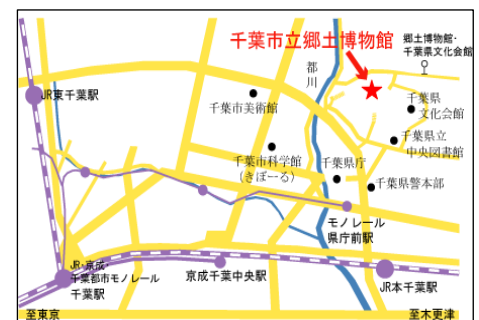 千葉市立郷土博物館
郷土博物館・
千葉県文化会館
都川
JR東千葉駅
千葉市美術館
千葉県
文化会館
千葉県立
中央図書館
千葉市科学館
(きぼーる)
千葉県庁
千葉県警本部
モノレール
県庁前駅
JR・京成・
千葉都市モノレール
千葉駅
京成千葉中央駅
JR本千葉駅
至東京
至木更津